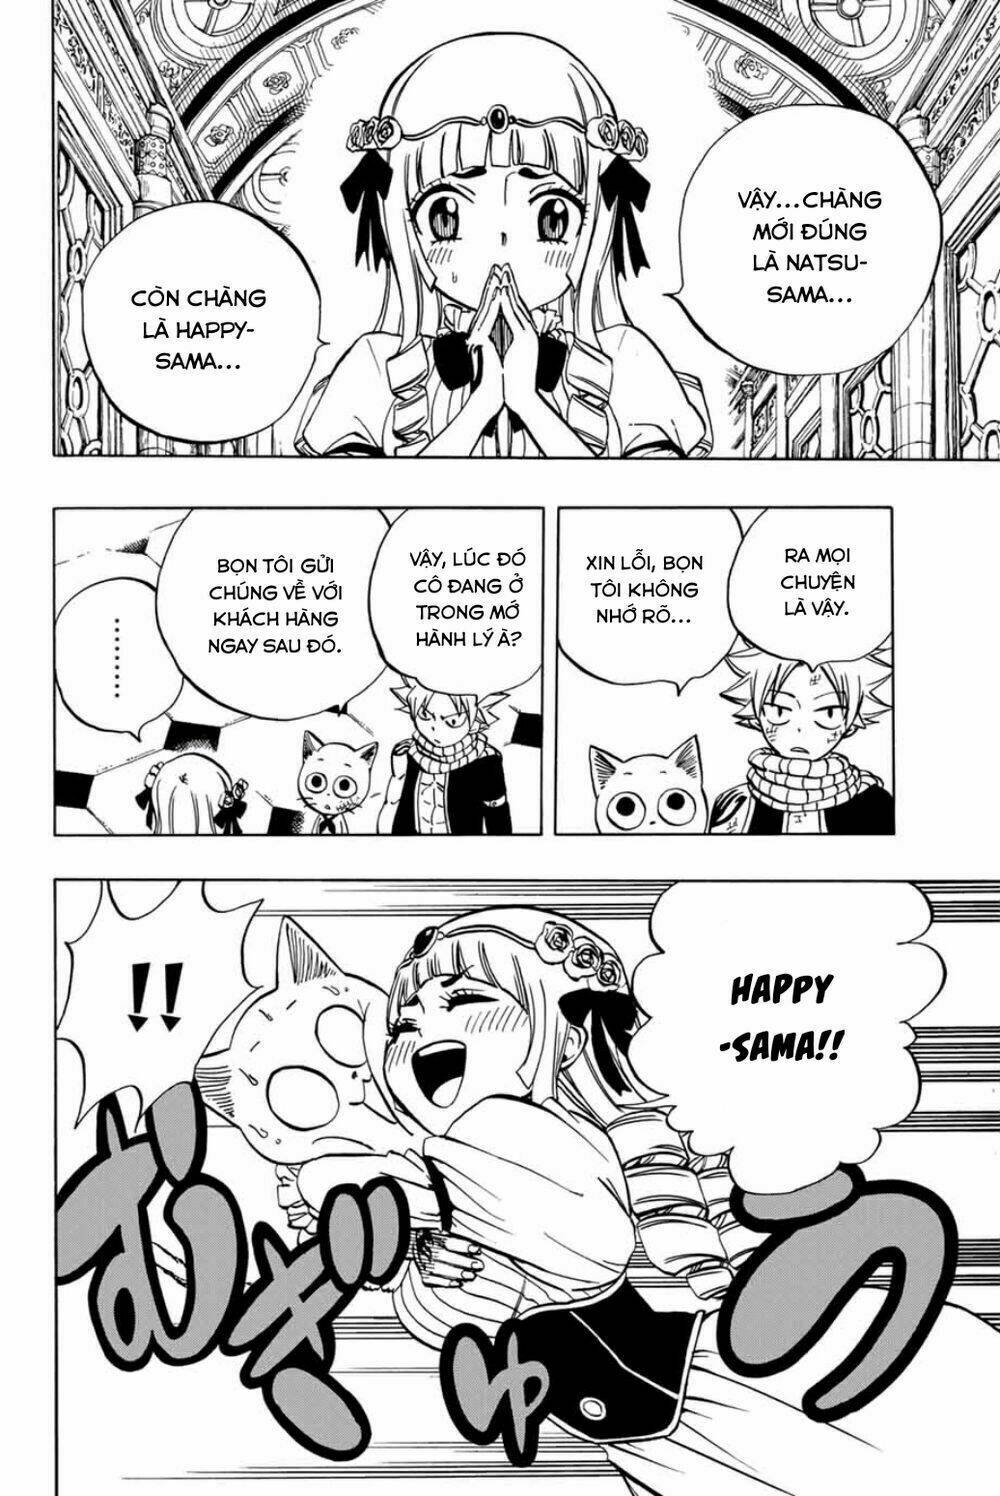 VẬY...CHÀNG
MỚI ĐÚNG
LÀ NATSU-
SAMA...
CÒN CHÀNG
LÀ HAPPY-
SAMA...
RA MỌI
CHUYỆN
LÀ VẬY.
XIN LỖI, BỌN
TÔI KHÔNG
NHỚ RÕ...
VẬY, LÚC ĐÓ
CÔ ĐANG Ở
TRONG MỚ
HÀNH LÝ À?
BỌN TÔI GỬI
CHÚNG VỀ VỚI
KHÁCH HÀNG
NGAY SAU ĐÓ.
........
HAPPY
-SAMA!!
!!
むぎゅう